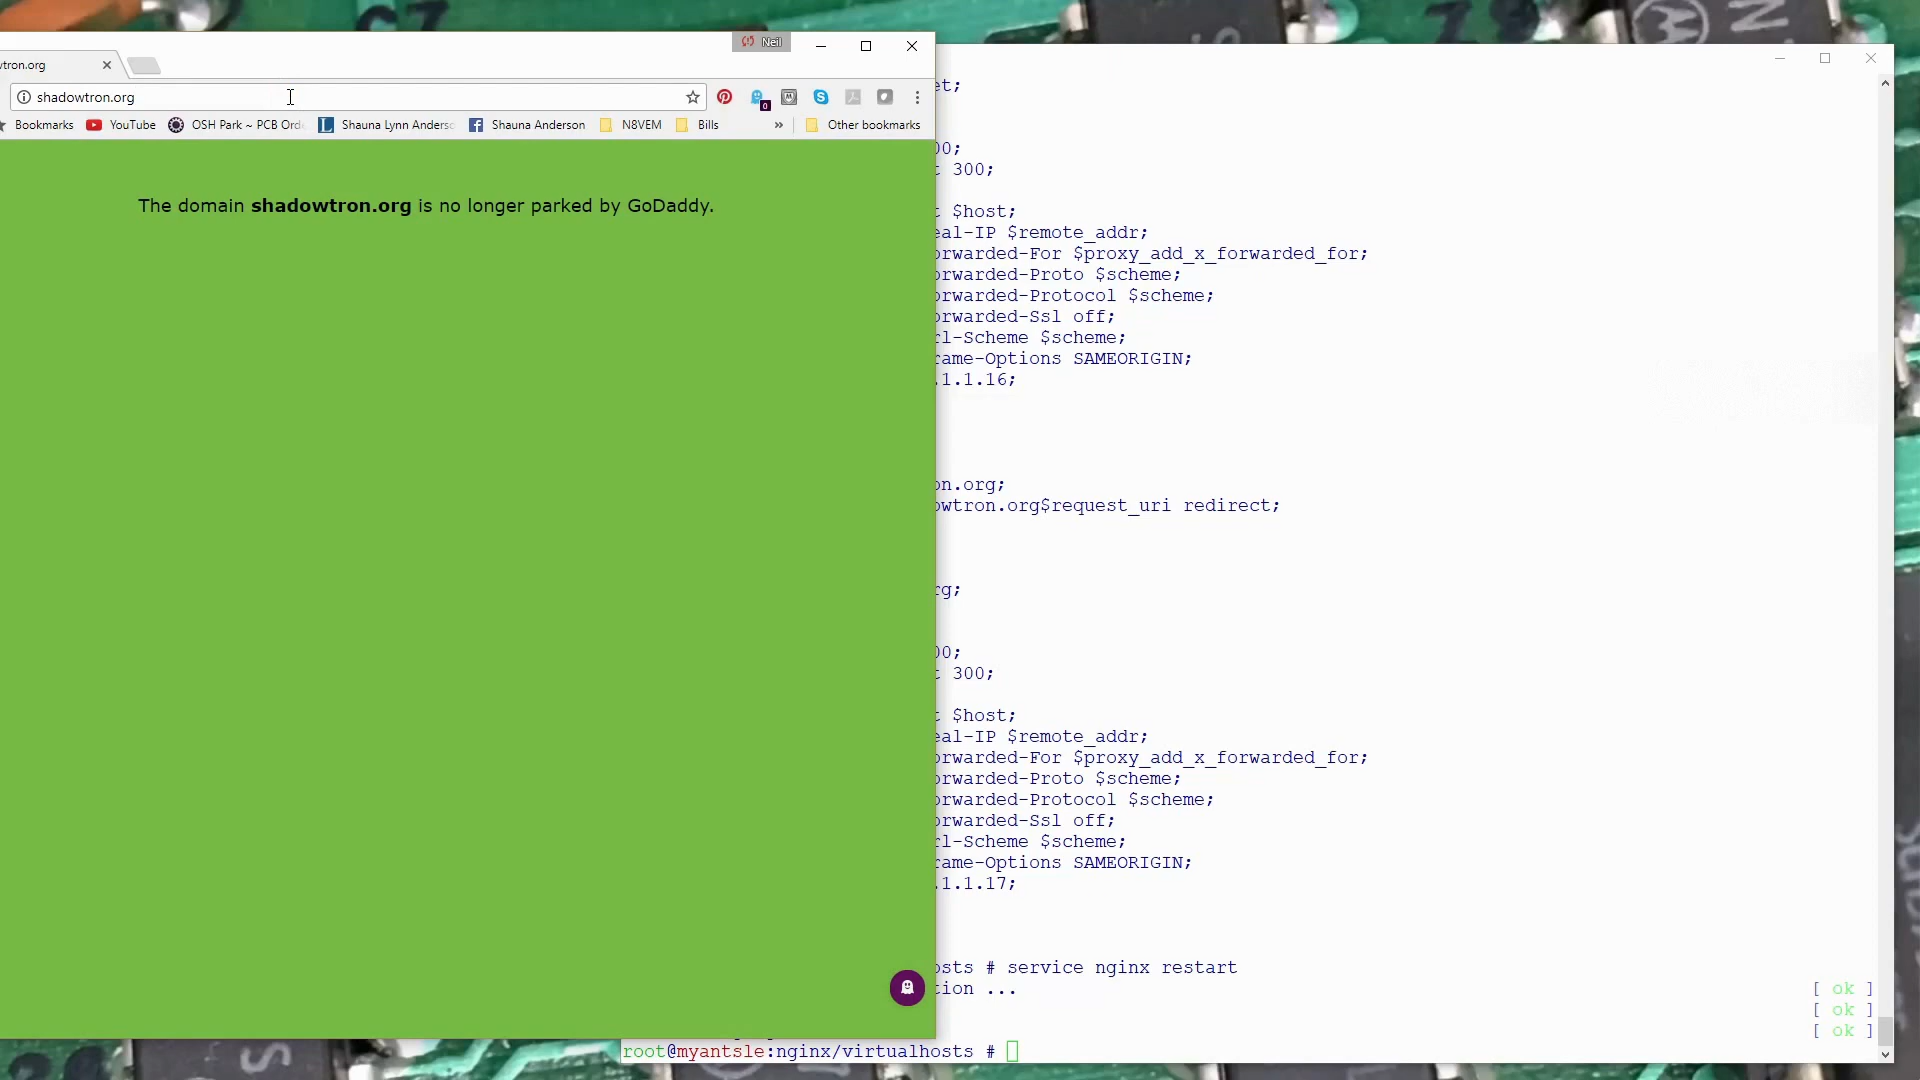 Neil
wtron.org
shadowtron.org
0
Bookmarks YouTube OSH Park ~ PCB Orde Shauna Lynn Anderso Shauna Anderson N8VEM Bills » Other bookmarks
The domain shadowtron.org is no longer parked by GoDaddy.
et;
00;
t 300;
t $host;
eal-IP $remote_addr;
orwarded-For $proxy_add_x_forwarded_for;
orwarded-Proto $scheme;
orwarded-Protocol $scheme;
orwarded-Ssl off;
rl-Scheme $scheme;
rame-Options SAMEORIGIN;
.1.1.16;
on.org;
owtron.org$request_uri redirect;
rg;
00;
t 300;
t $host;
eal-IP $remote_addr;
orwarded-For $proxy_add_x_forwarded_for;
orwarded-Proto $scheme;
orwarded-Protocol $scheme;
orwarded-Ssl off;
rl-Scheme $scheme;
rame-Options SAMEORIGIN;
.1.1.17;
osts # service nginx restart
tion ... [ ok ]
[ ok ]
[ ok ]
root@myantsle:nginx/virtualhosts #